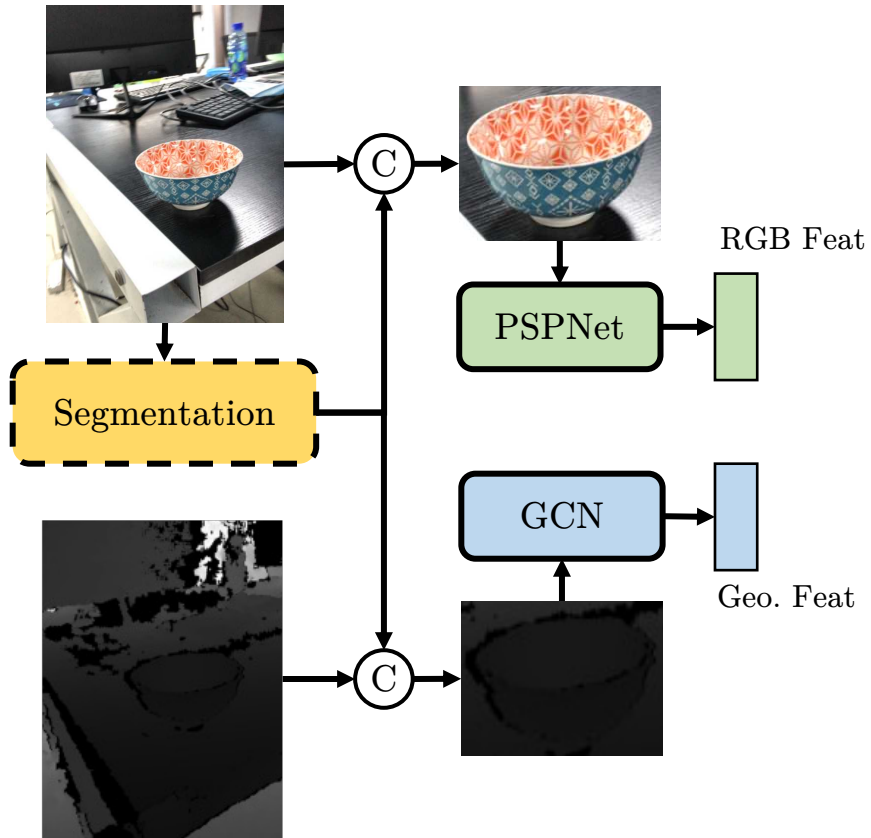 C
RGB Feat
PSPNet
Segmentation
GCN
Geo. Feat
C